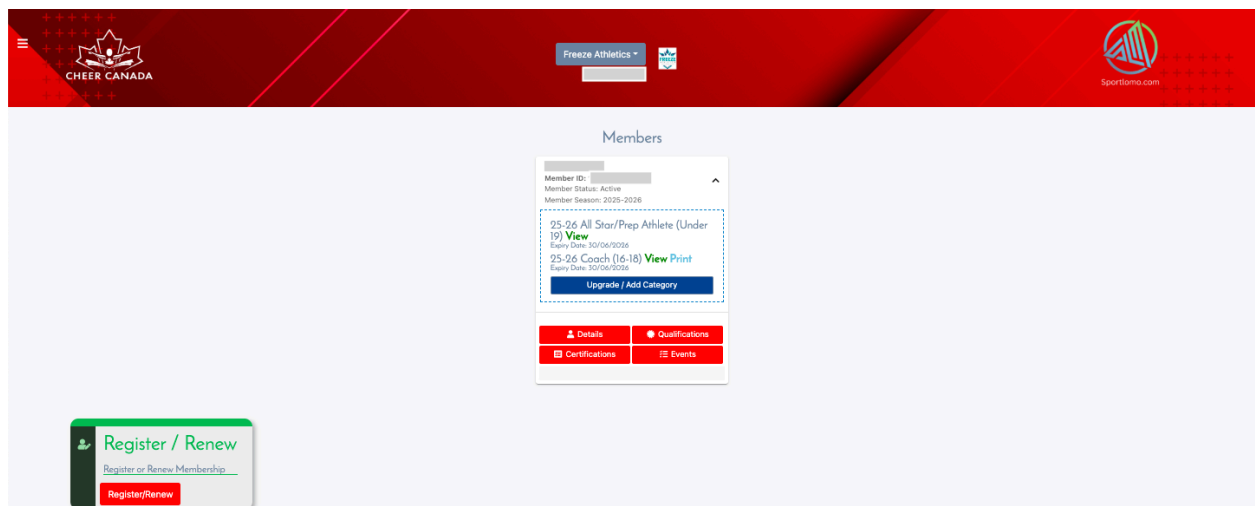 CHEER CANADA
Freeze Athletics
FREEZE
Sportlomo.com
Members
Member ID:
Member Status: Active
Member Season: 2025-2026
25-26 All Star/Prep Athlete (Under
19) View
Expiry Date: 30/06/2026
25-26 Coach (16-18) View Print
Expiry Date: 30/06/2026
Upgrade / Add Category
Details
Qualifications
Certifications
Events
Register / Renew
Register or Renew Membership
Register/Renew